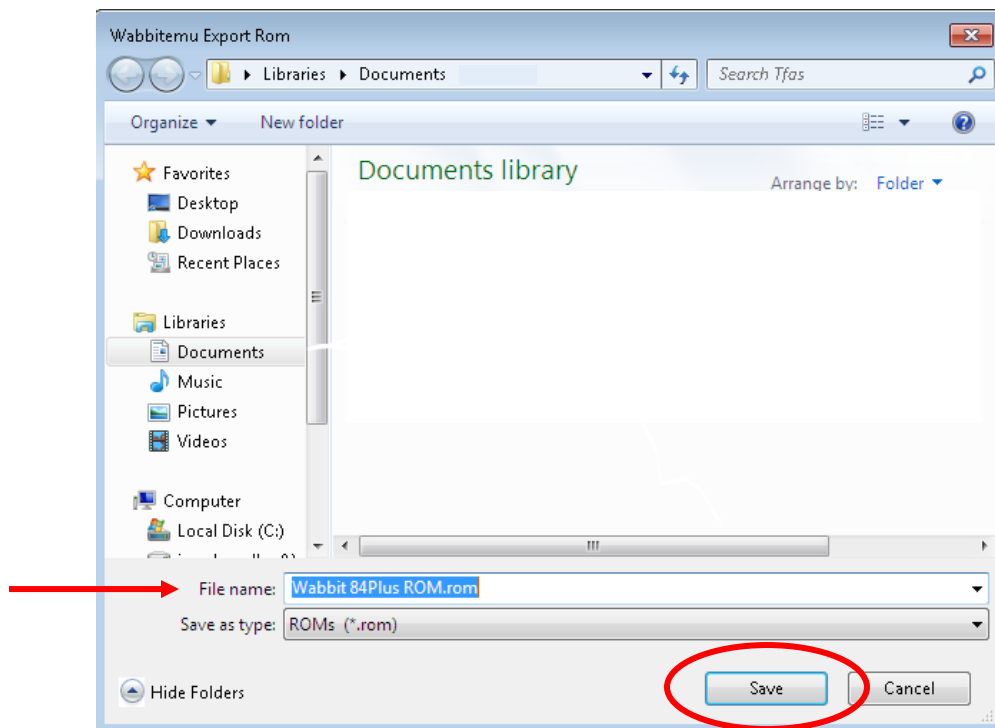 Wabbitemu Export Rom
Libraries Documents
Search Tfas
Organize New folder
Documents library
Arrange by: Folder
Favorites
Desktop
Downloads
Recent Places
Libraries
Documents
Music
Pictures
Videos
Computer
Local Disk (C:)
File name: Wabbit 84Plus ROM.rom
Save as type: ROMs (*.rom)
Hide Folders
Save Cancel